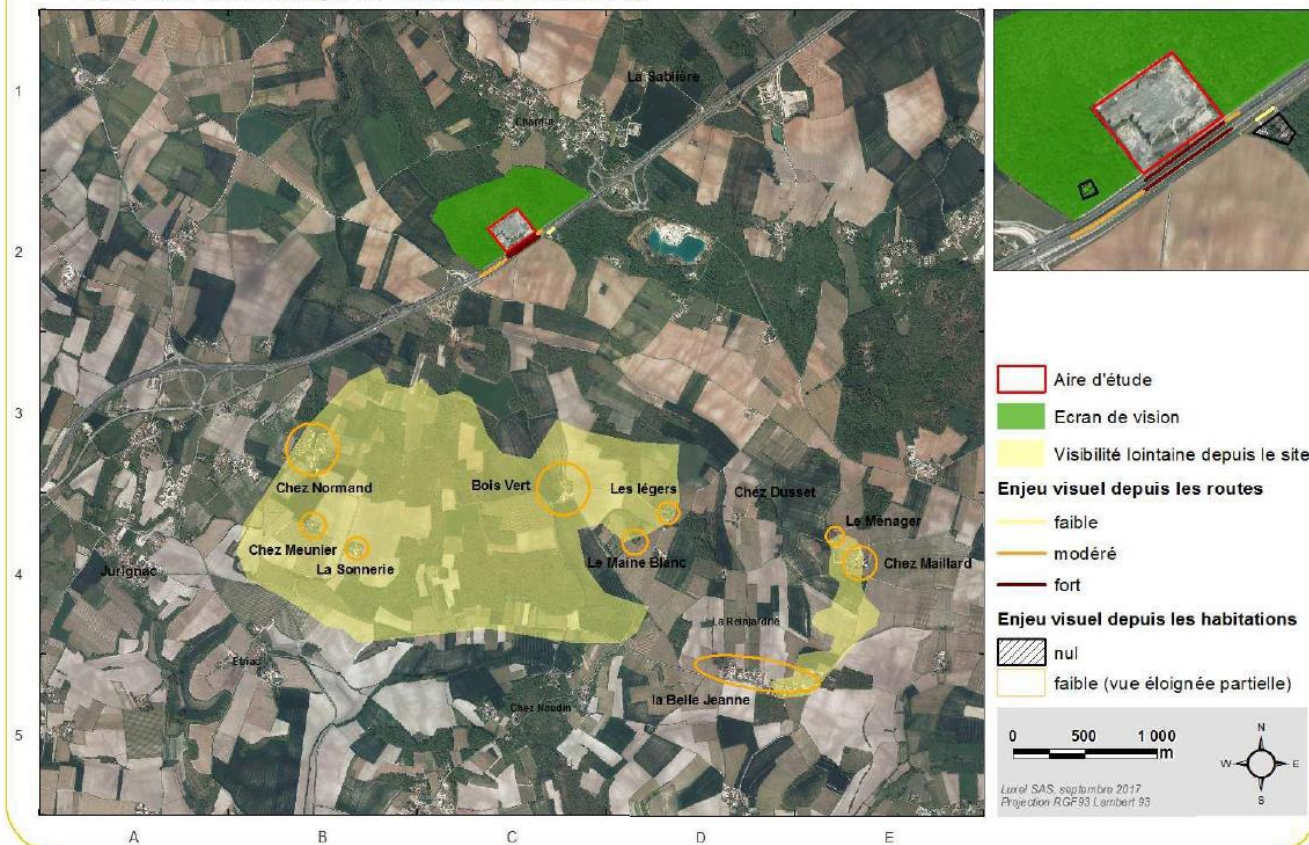 1
2
3
4
5
A
B
C
D
E
La Sablière
Chez Normand
Bois Vert
Les légers
Chez Dusset
Le Ménager
Chez Meunier
La Sonnerie
Le Maine Blanc
Chez Maillard
Jurignac
Etriac
la Belle Jeanne
Chez Naudin
Aire d'étude
Ecran de vision
Visibilité lointaine depuis le site
Enjeu visuel depuis les routes
faible
modéré
fort
Enjeu visuel depuis les habitations
nul
faible (vue éloignée partielle)
0 500 1 000
m
N
W E
S
Luxel SAS, septembre 2017
Projection RGF93 Lambert 93